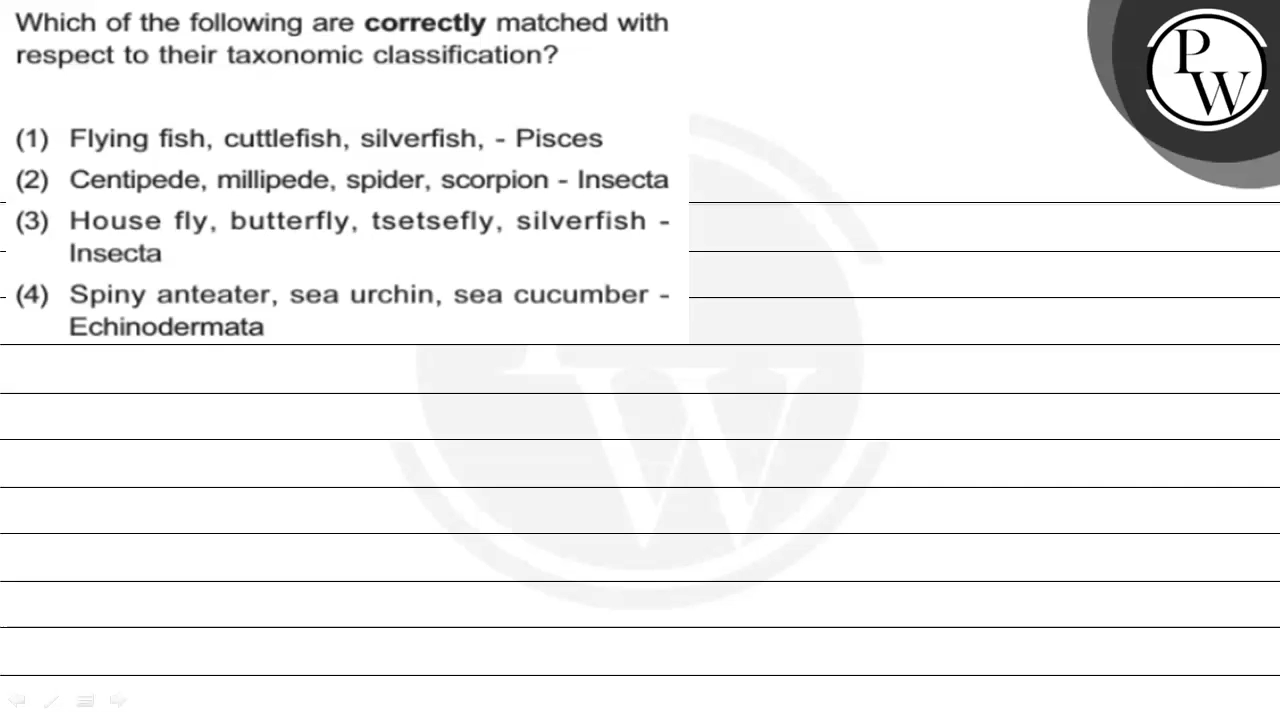 Which of the following are correctly matched with
respect to their taxonomic classification?
(1) Flying fish, cuttlefish, silverfish, - Pisces
(2) Centipede, millipede, spider, scorpion - Insecta
(3) House fly, butterfly, tsetsefly, silverfish -
Insecta
(4) Spiny anteater, sea urchin, sea cucumber -
Echinodermata
P
W
W